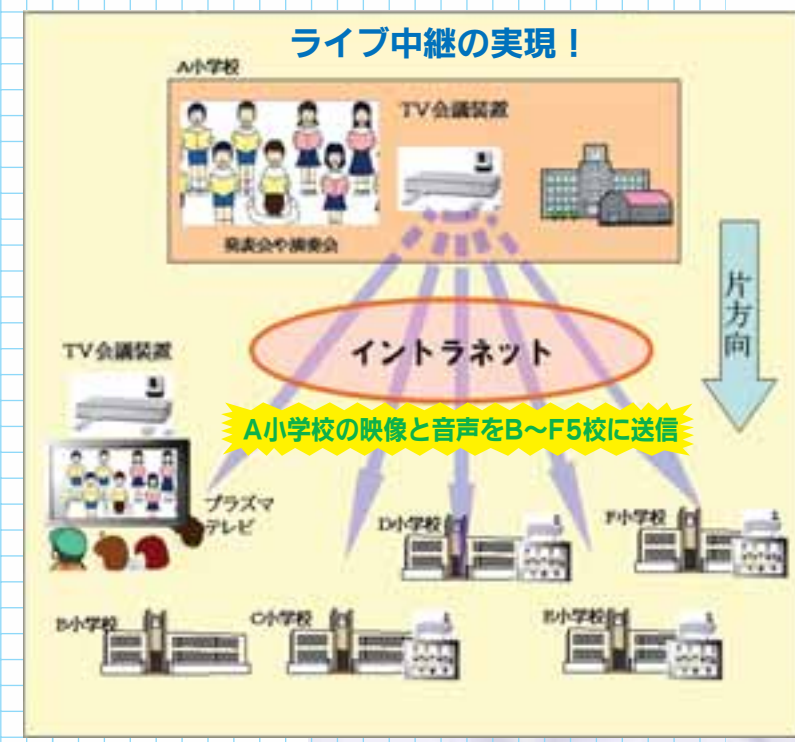 ライブ中継の実現！
A小学校
TV会議装置
発表会や演奏会
片方向
イントラネット
TV会議装置
A小学校の映像と音声をB〜F5校に送信
プラズマ
テレビ
D小学校
F小学校
B小学校
C小学校
E小学校